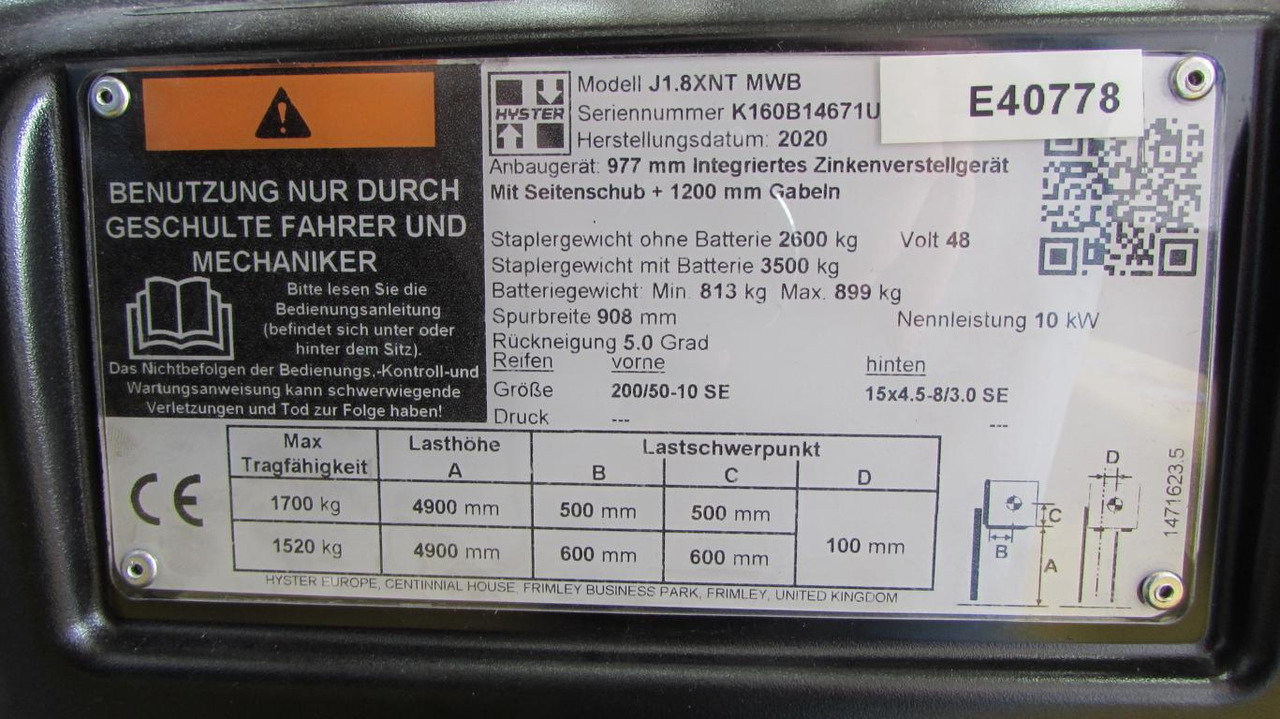 BENUTZUNG NUR DURCH
GESCHULTE FAHRER UND
MECHANIKER
Bitte lesen Sie die
Bedienungsanleitung
(befindet sich unter oder
hinter dem Sitz).
Das Nichtbefolgen der Bedienungs,-Kontroll-und
Wartungsanweisung kann schwerwiegende
Verletzungen und Tod zur Folge haben!
HYSTER
Modell J1.8XNT MWB
Seriennummer K160B14671U
Herstellungsdatum: 2020
E40778
Anbaugerät: 977 mm Integriertes Zinkenverstellgerät
Mit Seitenschub + 1200 mm Gabeln
Staplergewicht ohne Batterie 2600 kg Volt 48
Staplergewicht mit Batterie 3500 kg
Batteriegewicht: Min. 813 kg Max. 899 kg
Spurbreite 908 mm Nennleistung 10 kW
Rückneigung 5.0 Grad
Reifen vorne hinten
Größe 200/50-10 SE 15x4.5-8/3.0 SE
Druck --- ---
Max Lasthöhe Lastschwerpunkt
Tragfähigkeit A B C D
1700 kg 4900 mm 500 mm 500 mm
1520 kg 4900 mm 600 mm 600 mm 100 mm
HYSTER EUROPE, CENTINNIAL HOUSE, FRIMLEY BUSINESS PARK, FRIMLEY, UNITED KINGDOM
CE
D
C
B
A
1471623.5